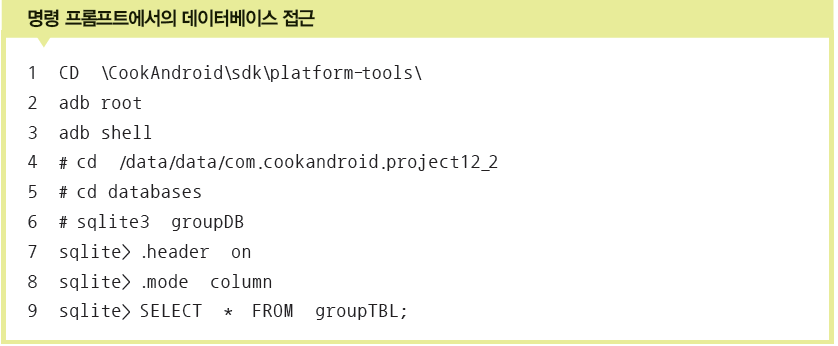 명령 프롬프트에서의 데이터베이스 접근
1 CD \CookAndroid\sdk\platform-tools\
2 adb root
3 adb shell
4 # cd /data/data/com.cookandroid.project12_2
5 # cd databases
6 # sqlite3 groupDB
7 sqlite> .header on
8 sqlite> .mode column
9 sqlite> SELECT * FROM groupTBL;